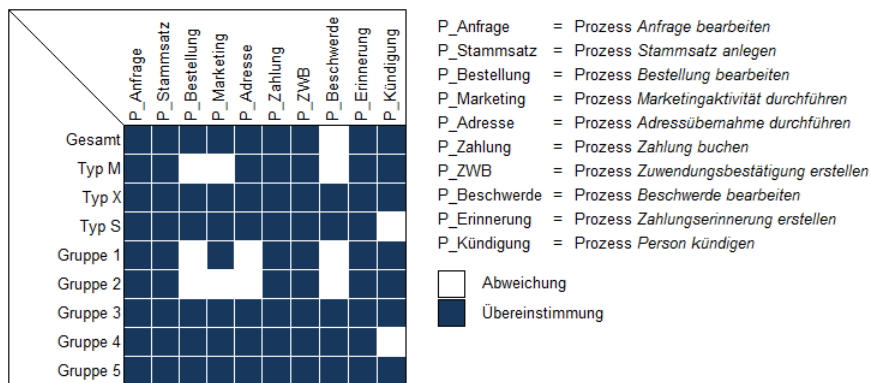 P_Anfrage
P_Stammsatz
P_Bestellung
P_Marketing
P_Adresse
P_Zahlung
P_ZWB
P_Beschwerde
P_Erinnerung
P_Kündigung
Gesamt
Typ M
Typ X
Typ S
Gruppe 1
Gruppe 2
Gruppe 3
Gruppe 4
Gruppe 5
P_Anfrage = Prozess Anfrage bearbeiten
P_Stammsatz = Prozess Stammsatz anlegen
P_Bestellung = Prozess Bestellung bearbeiten
P_Marketing = Prozess Marketingaktivität durchführen
P_Adresse = Prozess Adressübernahme durchführen
P_Zahlung = Prozess Zahlung buchen
P_ZWB = Prozess Zuwendungsbestätigung erstellen
P_Beschwerde = Prozess Beschwerde bearbeiten
P_Erinnerung = Prozess Zahlungserinnerung erstellen
P_Kündigung = Prozess Person kündigen
Abweichung
Übereinstimmung